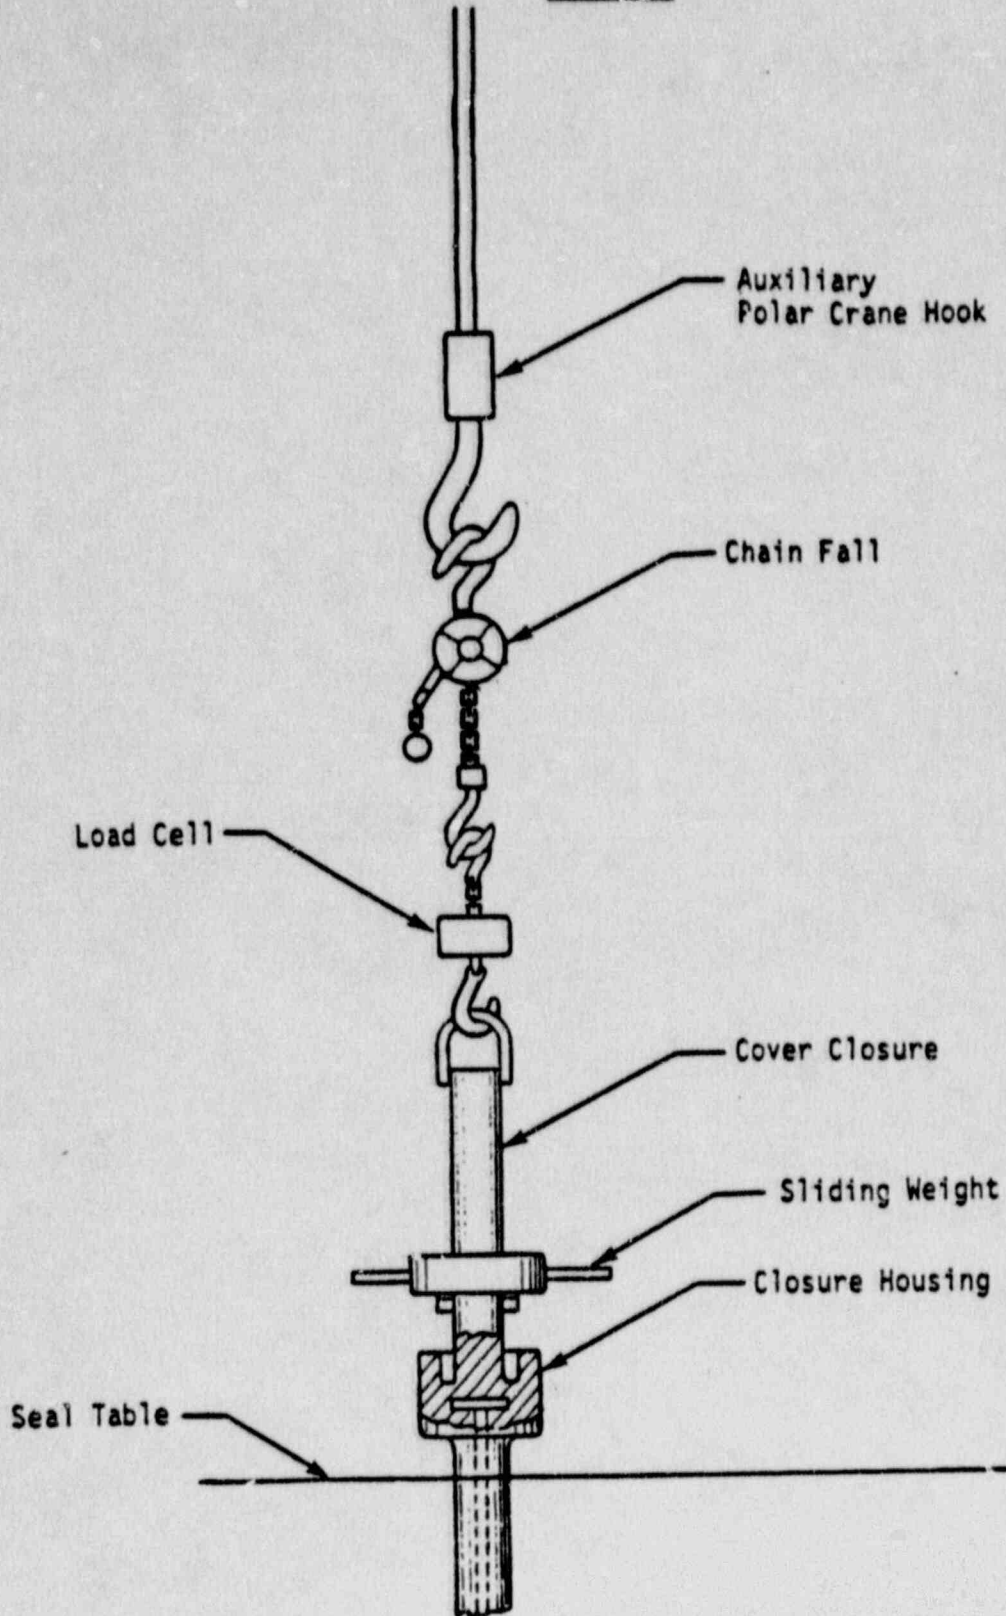 Auxiliary
Polar Crane Hook
Chain Fall
Load Cell
Cover Closure
Sliding Weight
Closure Housing
Seal Table